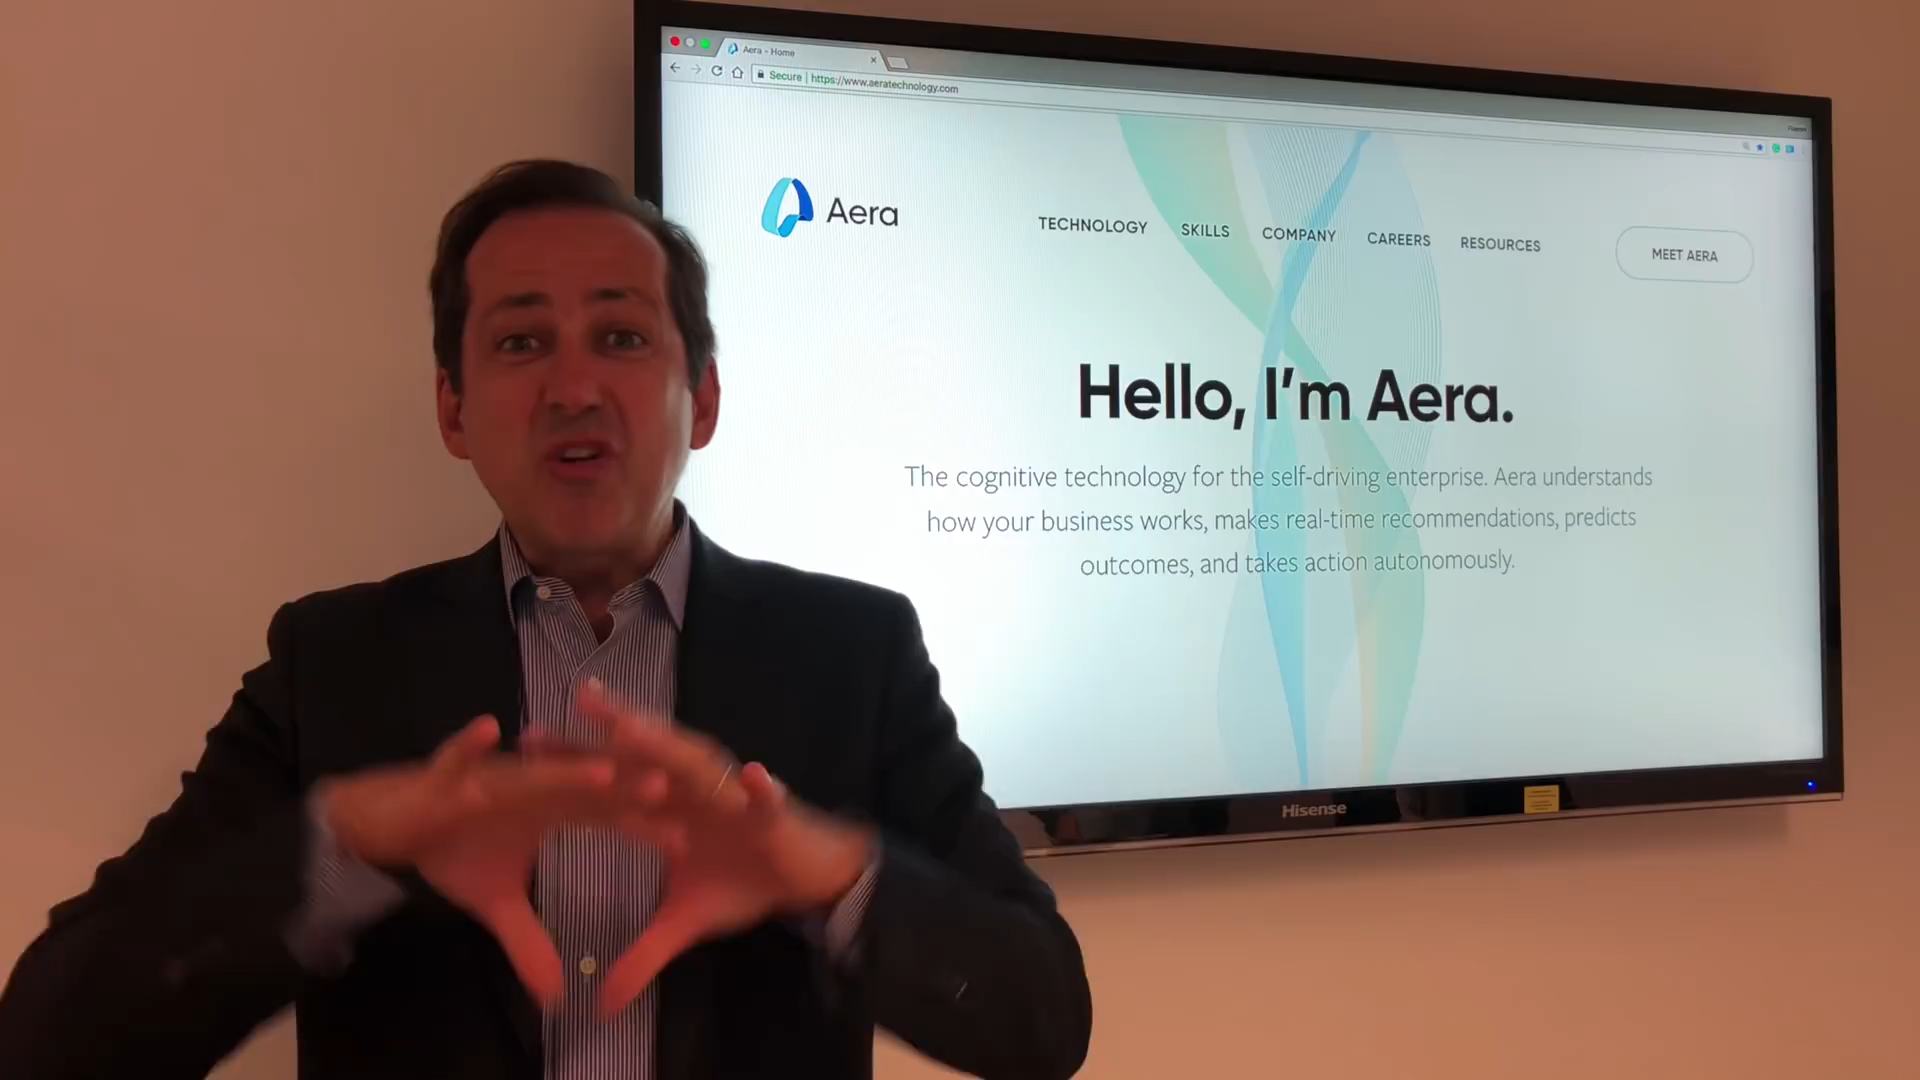 Aera - Home
Secure | https://www.aeratechnology.com
Aera
TECHNOLOGY SKILLS COMPANY CAREERS RESOURCES MEET AERA
Hello, I'm Aera.
The cognitive technology for the self-driving enterprise. Aera understands
how your business works, makes real-time recommendations, predicts
outcomes, and takes action autonomously.
Hisense